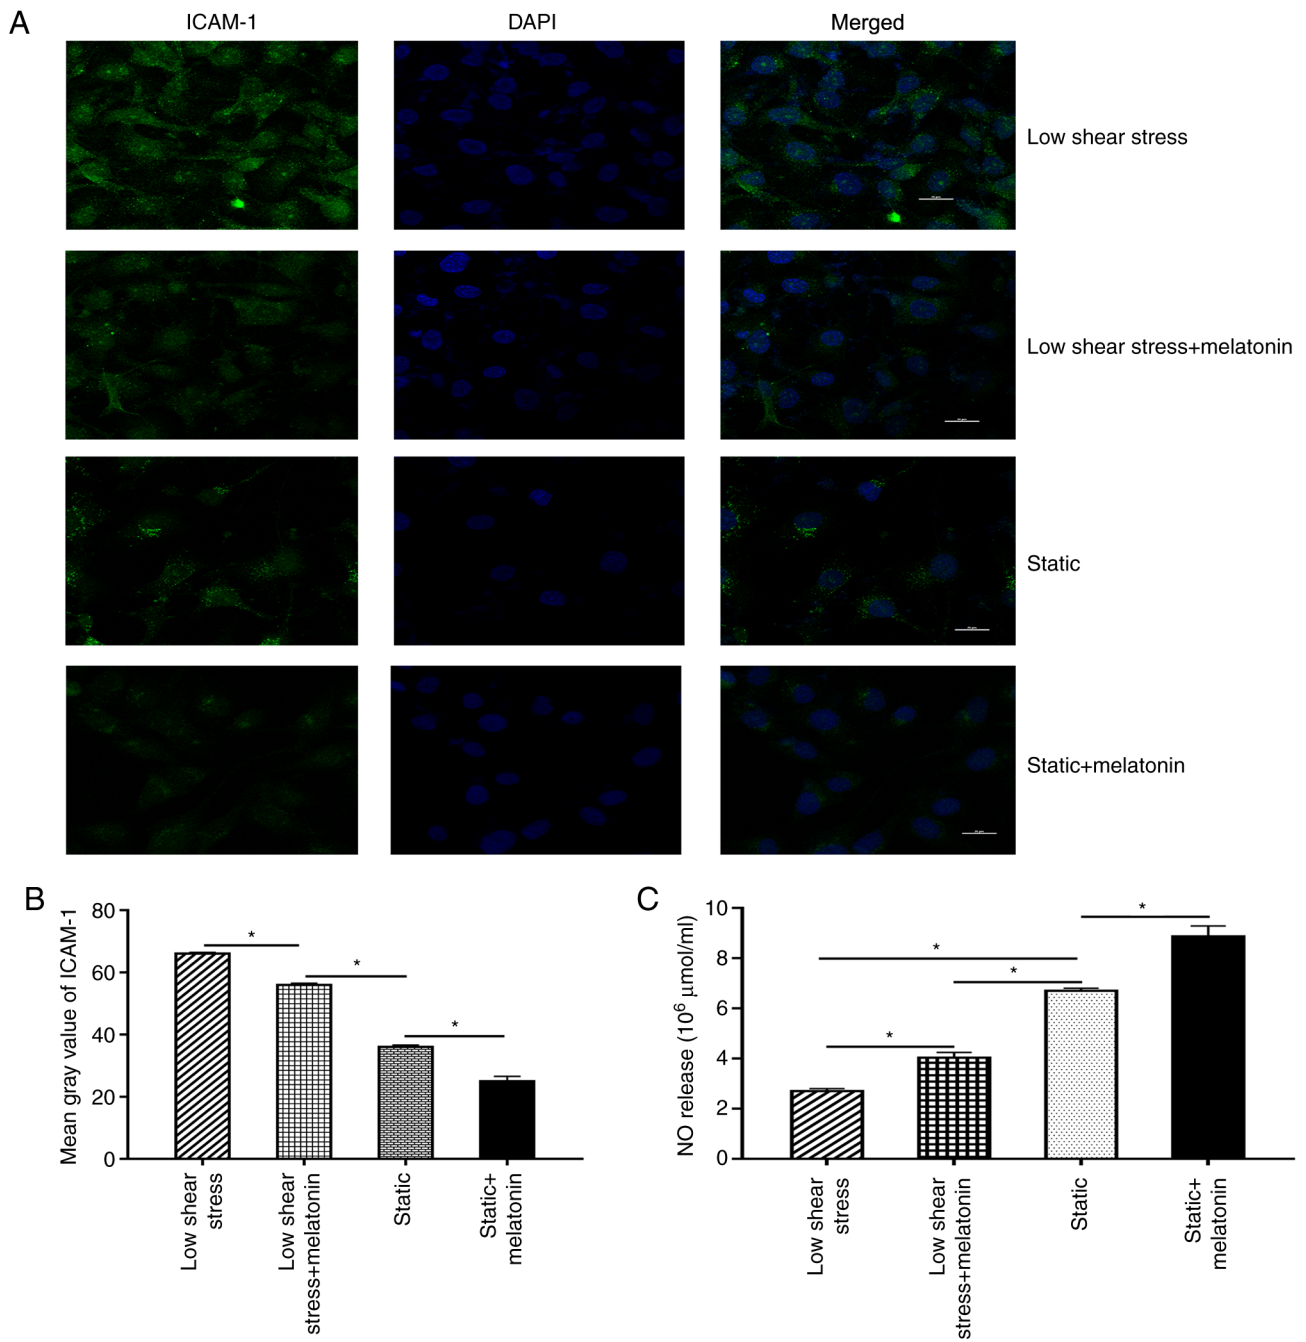 A
ICAM-1
DAPI
Merged
Low shear stress
Low shear stress+melatonin
Static
Static+melatonin
B
Mean gray value of ICAM-1
80
60
40
20
0
*
*
*
Low shear
stress
Low shear
stress+melatonin
Static
Static+
melatonin
C
NO release (10⁶ µmol/ml)
10
8
6
4
2
0
*
*
*
*
Low shear
stress
Low shear
stress+melatonin
Static
Static+
melatonin